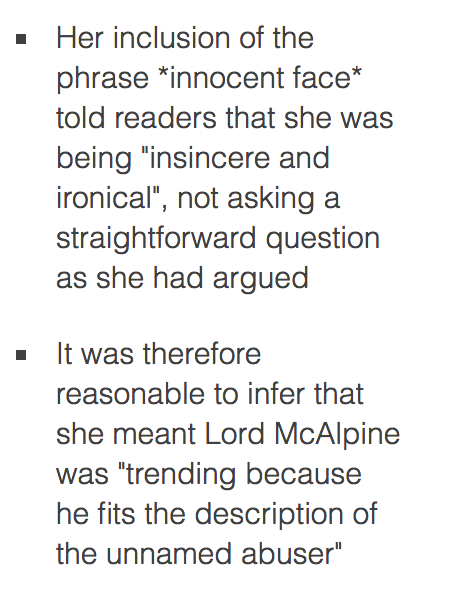 ▪ Her inclusion of the
phrase *innocent face*
told readers that she was
being "insincere and
ironical", not asking a
straightforward question
as she had argued
▪ It was therefore
reasonable to infer that
she meant Lord McAlpine
was "trending because
he fits the description of
the unnamed abuser"